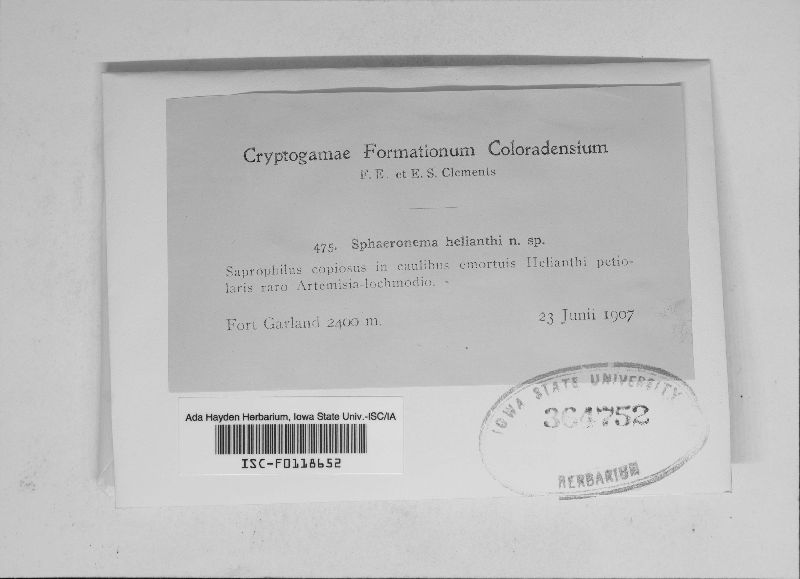 Cryptogamae Formationum Coloradensium
F. E. et E. S. Clements
475. Sphaeronema helianthi n. sp.
Saprophilus copiosus in caulibus emortuis Helianthi petio-
laris raro Artemisia-lochmodio.
Fort Garland 2400 m.
23 Junii 1907
Ada Hayden Herbarium, Iowa State Univ.-ISC/IA
ISC-F0118652
IOWA STATE UNIVERSITY
364752
HERBARIUM